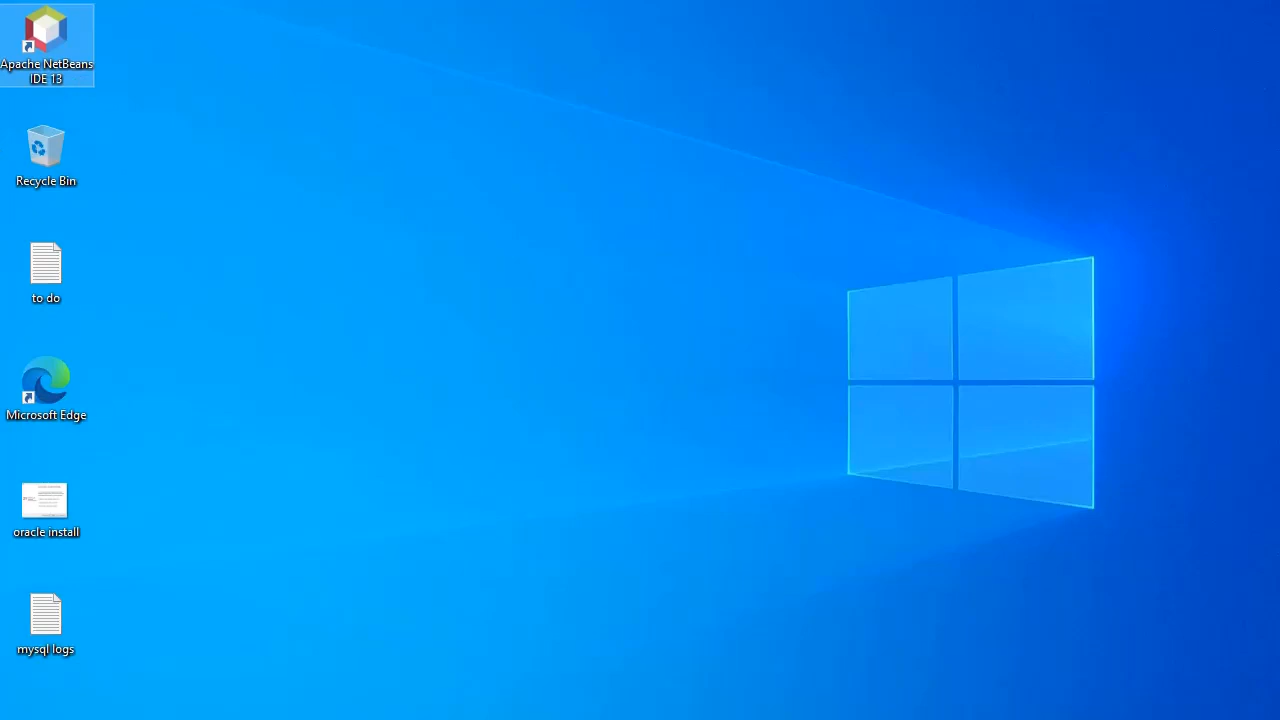 Apache NetBeans
IDE 13
Recycle Bin
to do
Microsoft Edge
oracle install
mysql logs